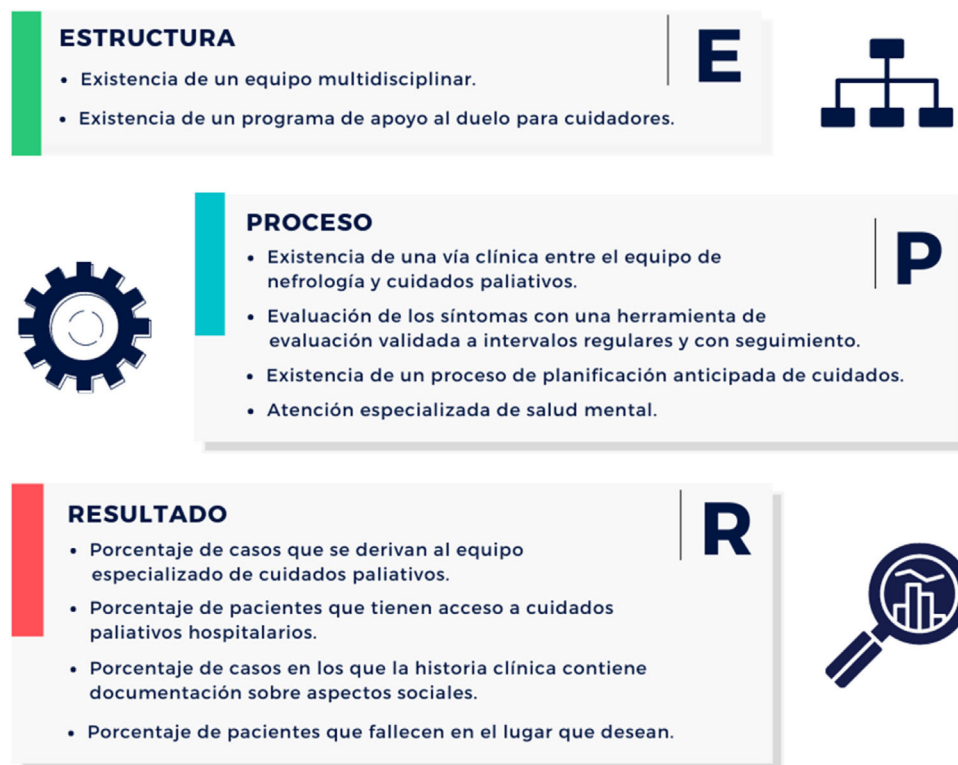 ESTRUCTURA
E
• Existencia de un equipo multidisciplinar.
• Existencia de un programa de apoyo al duelo para cuidadores.
PROCESO
P
• Existencia de una vía clínica entre el equipo de
nefrología y cuidados paliativos.
• Evaluación de los síntomas con una herramienta de
evaluación validada a intervalos regulares y con seguimiento.
• Existencia de un proceso de planificación anticipada de cuidados.
• Atención especializada de salud mental.
RESULTADO
R
• Porcentaje de casos que se derivan al equipo
especializado de cuidados paliativos.
• Porcentaje de pacientes que tienen acceso a cuidados
paliativos hospitalarios.
• Porcentaje de casos en los que la historia clínica contiene
documentación sobre aspectos sociales.
• Porcentaje de pacientes que fallecen en el lugar que desean.